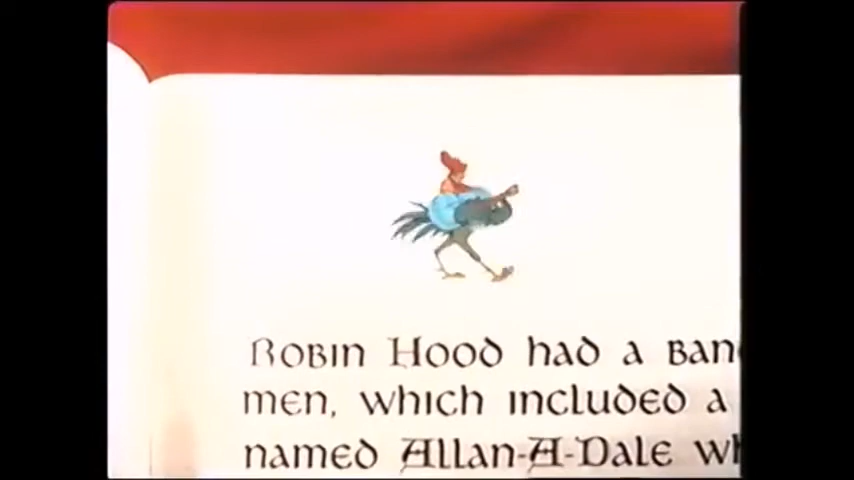 Robin Hood had a ban
men, which included a
named Allan-A-Dale wh